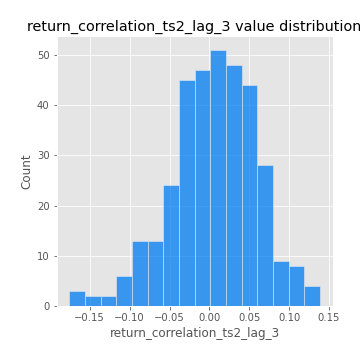 return_correlation_ts2_lag_3 value distribution
50
40
30
20
10
0
Count
−0.15 −0.10 −0.05 0.00 0.05 0.10 0.15
return_correlation_ts2_lag_3